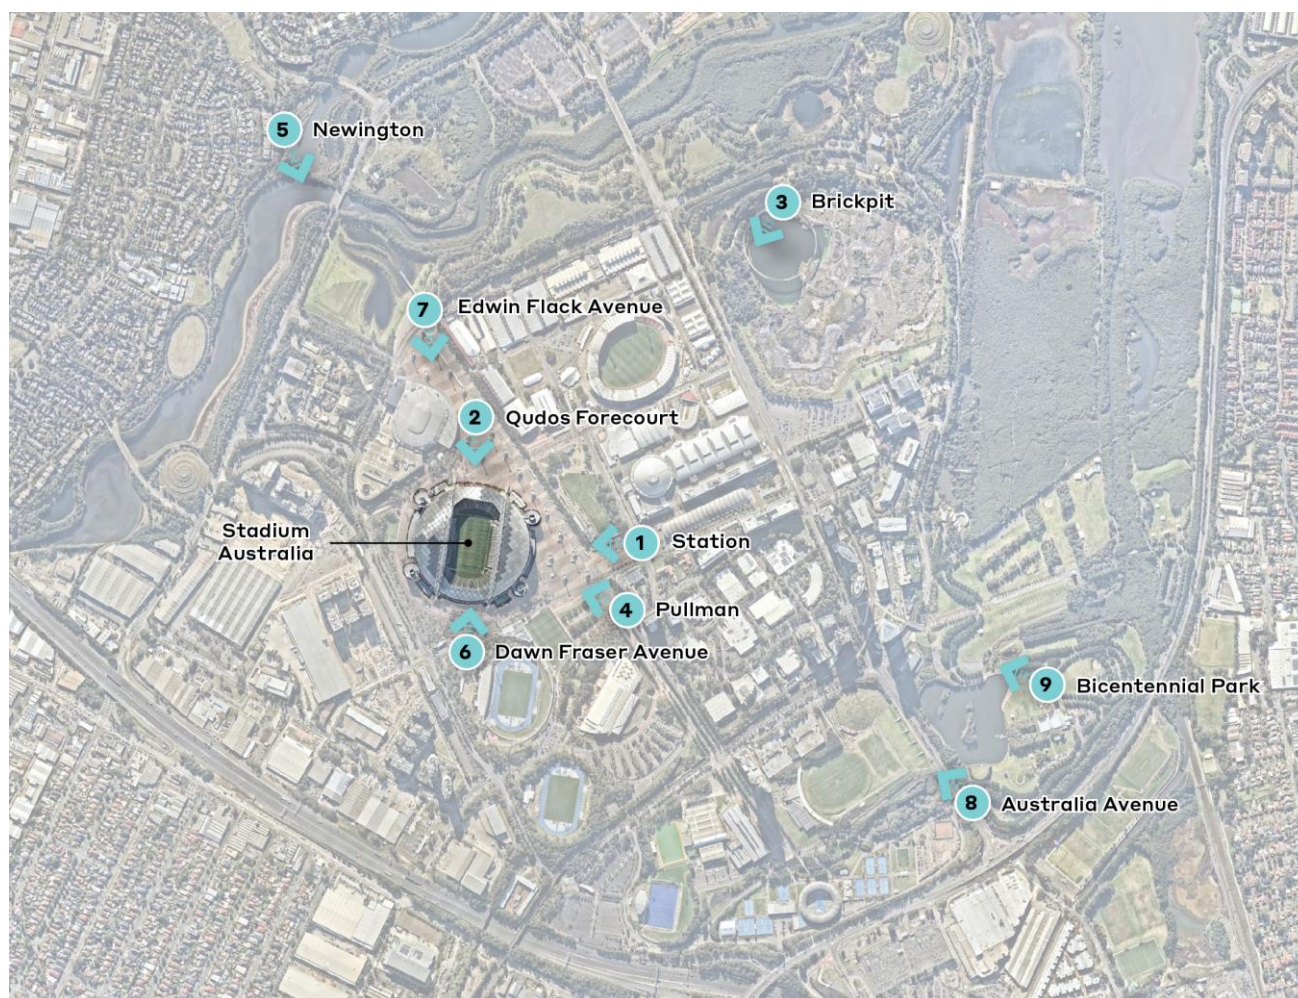 5 Newington
3 Brickpit
7 Edwin Flack Avenue
2 Qudos Forecourt
Stadium
Australia
1 Station
4 Pullman
6 Dawn Fraser Avenue
9 Bicentennial Park
8 Australia Avenue